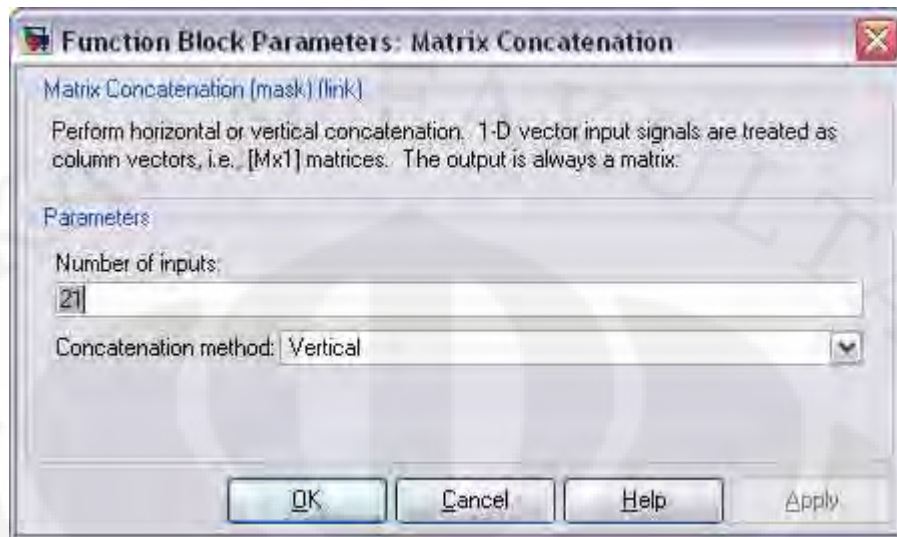 Function Block Parameters: Matrix Concatenation
Matrix Concatenation (mask) (link)
Perform horizontal or vertical concatenation. 1-D vector input signals are treated as
column vectors, i.e., [Mx1] matrices. The output is always a matrix.
Parameters
Number of inputs:
21
Concatenation method: Vertical
OK Cancel Help Apply